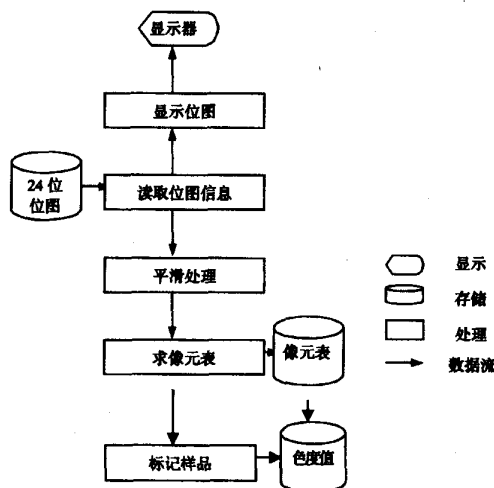 显示器
显示位图
24 位
位图
读取位图信息
平滑处理
求像元表
像元表
标记样品
色度值
显示
存储
处理
数据流